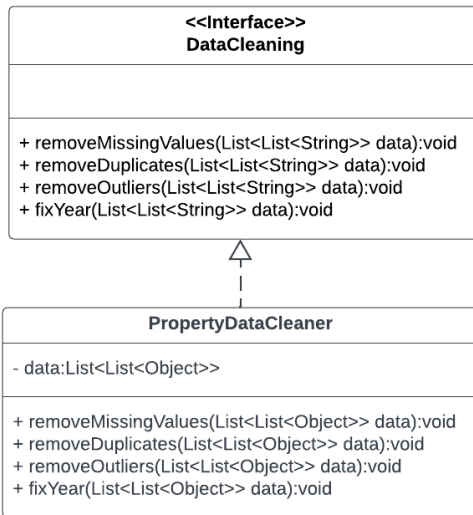 <<Interface>>
DataCleaning
+ removeMissingValues(List<List<String>> data):void
+ removeDuplicates(List<List<String>> data):void
+ removeOutliers(List<List<String>> data):void
+ fixYear(List<List<String>> data):void
PropertyDataCleaner
- data:List<List<Object>>
+ removeMissingValues(List<List<Object>> data):void
+ removeDuplicates(List<List<Object>> data):void
+ removeOutliers(List<List<Object>> data):void
+ fixYear(List<List<Object>> data):void